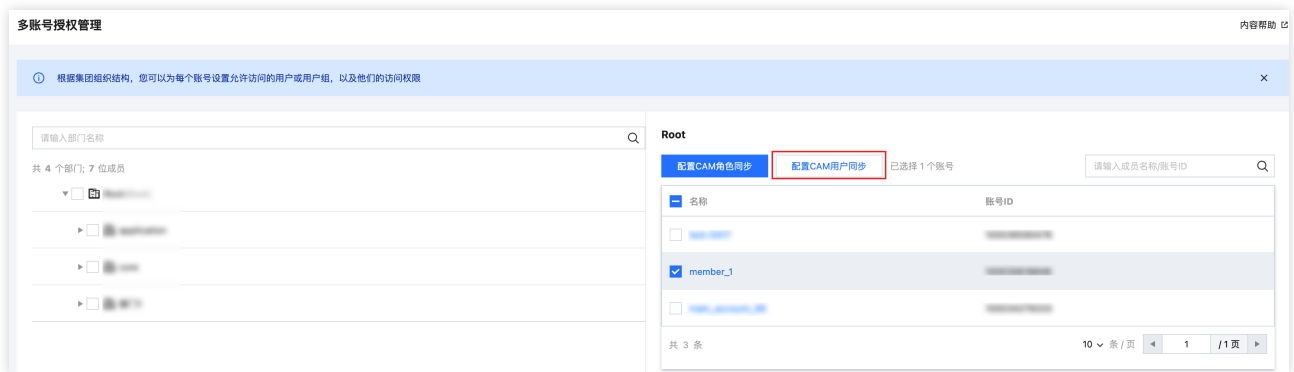 多账号授权管理
内容帮助
根据集团组织结构，您可以为每个账号设置允许访问的用户或用户组，以及他们的访问权限
请输入部门名称
共 4 个部门; 7 位成员
Root
配置CAM角色同步 配置CAM用户同步 已选择 1 个账号 请输入成员名称/账号ID
名称 账号ID
member_1
共 3 条 10 条 / 页 1 / 1 页